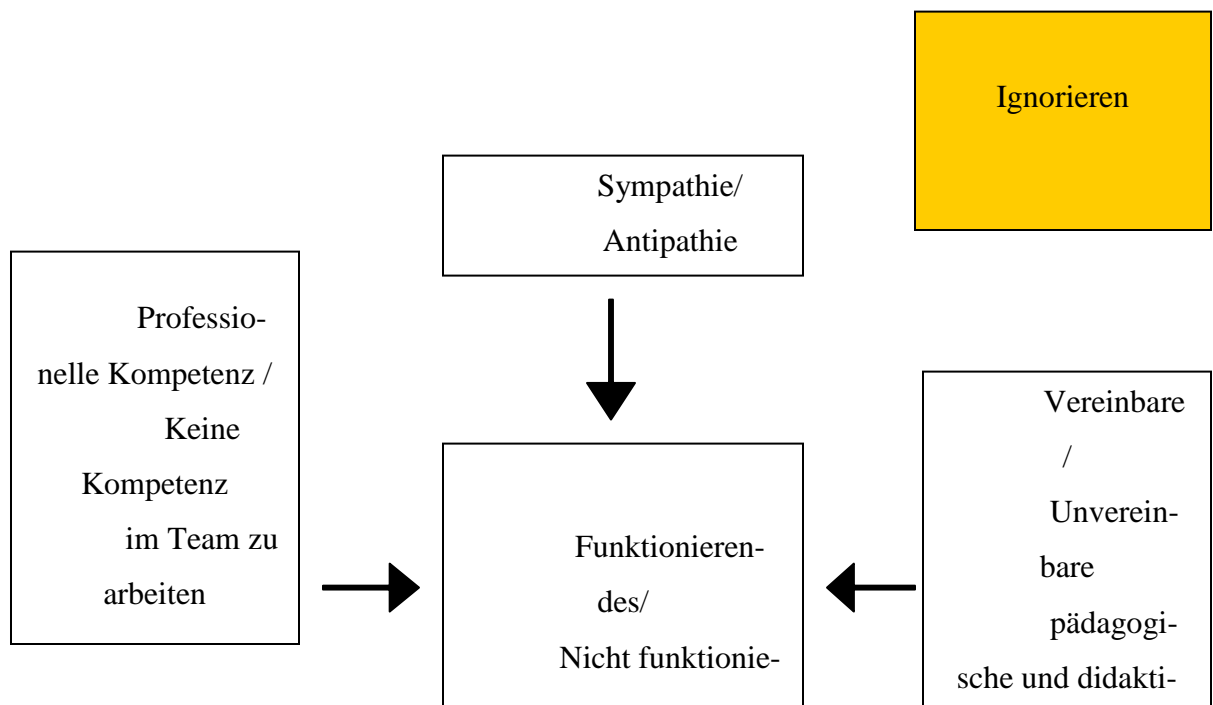 Ignorieren
Sympathie/
Antipathie
Professio-
nelle Kompetenz /
Keine
Kompetenz
im Team zu
arbeiten
Funktionieren-
des/
Nicht funktionie-
Vereinbare
/
Unverein-
bare
pädagogi-
sche und didakti-